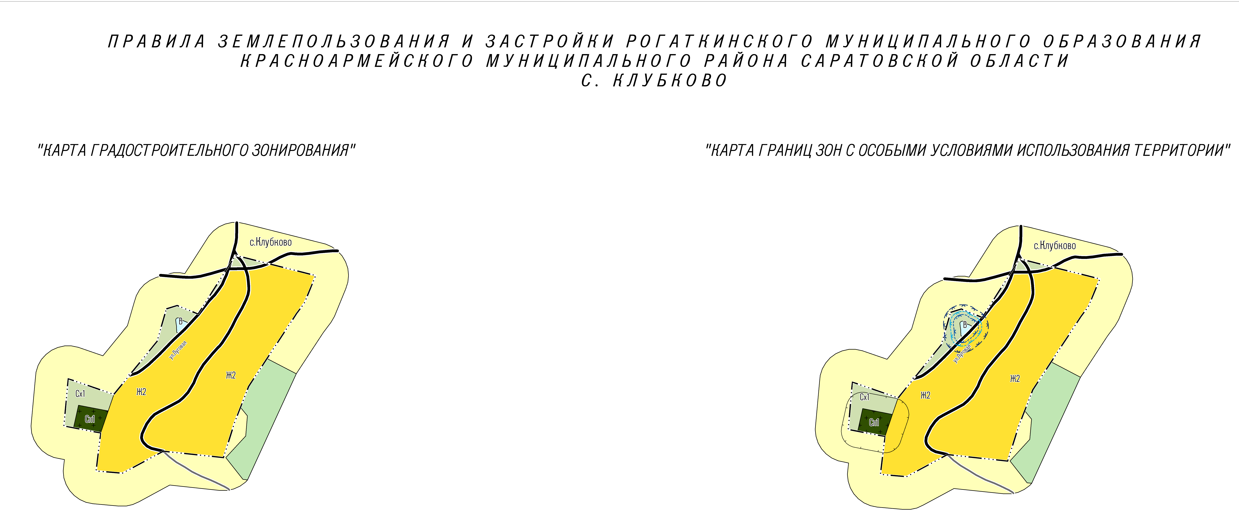 ПРАВИЛА ЗЕМЛЕПОЛЬЗОВАНИЯ И ЗАСТРОЙКИ РОГАТКИНСКОГО МУНИЦИПАЛЬНОГО ОБРАЗОВАНИЯ
КРАСНОАРМЕЙСКОГО МУНИЦИПАЛЬНОГО РАЙОНА САРАТОВСКОЙ ОБЛАСТИ
С. КЛУБКОВО
"КАРТА ГРАДОСТРОИТЕЛЬНОГО ЗОНИРОВАНИЯ"
с.Клубково
Ж2
Ж2
Сх1
"КАРТА ГРАНИЦ ЗОН С ОСОБЫМИ УСЛОВИЯМИ ИСПОЛЬЗОВАНИЯ ТЕРРИТОРИИ"
с.Клубково
Ж2
Ж2
Сх1